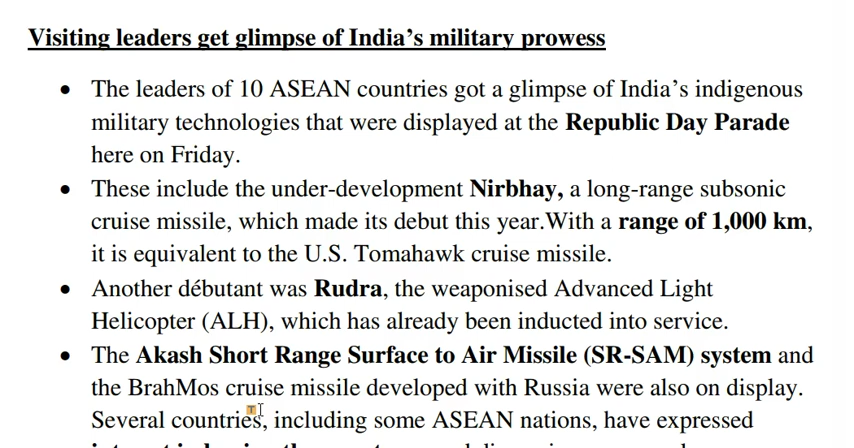 Visiting leaders get glimpse of India's military prowess
• The leaders of 10 ASEAN countries got a glimpse of India's indigenous
military technologies that were displayed at the Republic Day Parade
here on Friday.
• These include the under-development Nirbhay, a long-range subsonic
cruise missile, which made its debut this year.With a range of 1,000 km,
it is equivalent to the U.S. Tomahawk cruise missile.
• Another débutant was Rudra, the weaponised Advanced Light
Helicopter (ALH), which has already been inducted into service.
• The Akash Short Range Surface to Air Missile (SR-SAM) system and
the BrahMos cruise missile developed with Russia were also on display.
Several countries, including some ASEAN nations, have expressed